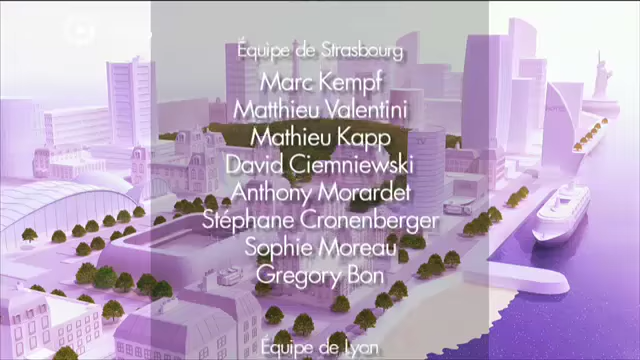 Équipe de Strasbourg
Marc Kempf
Matthieu Valentini
Mathieu Kapp
David Ciemniewski
Anthony Morardet
Stéphane Cronenberger
Sophie Moreau
Gregory Bon
Équipe de Lyon